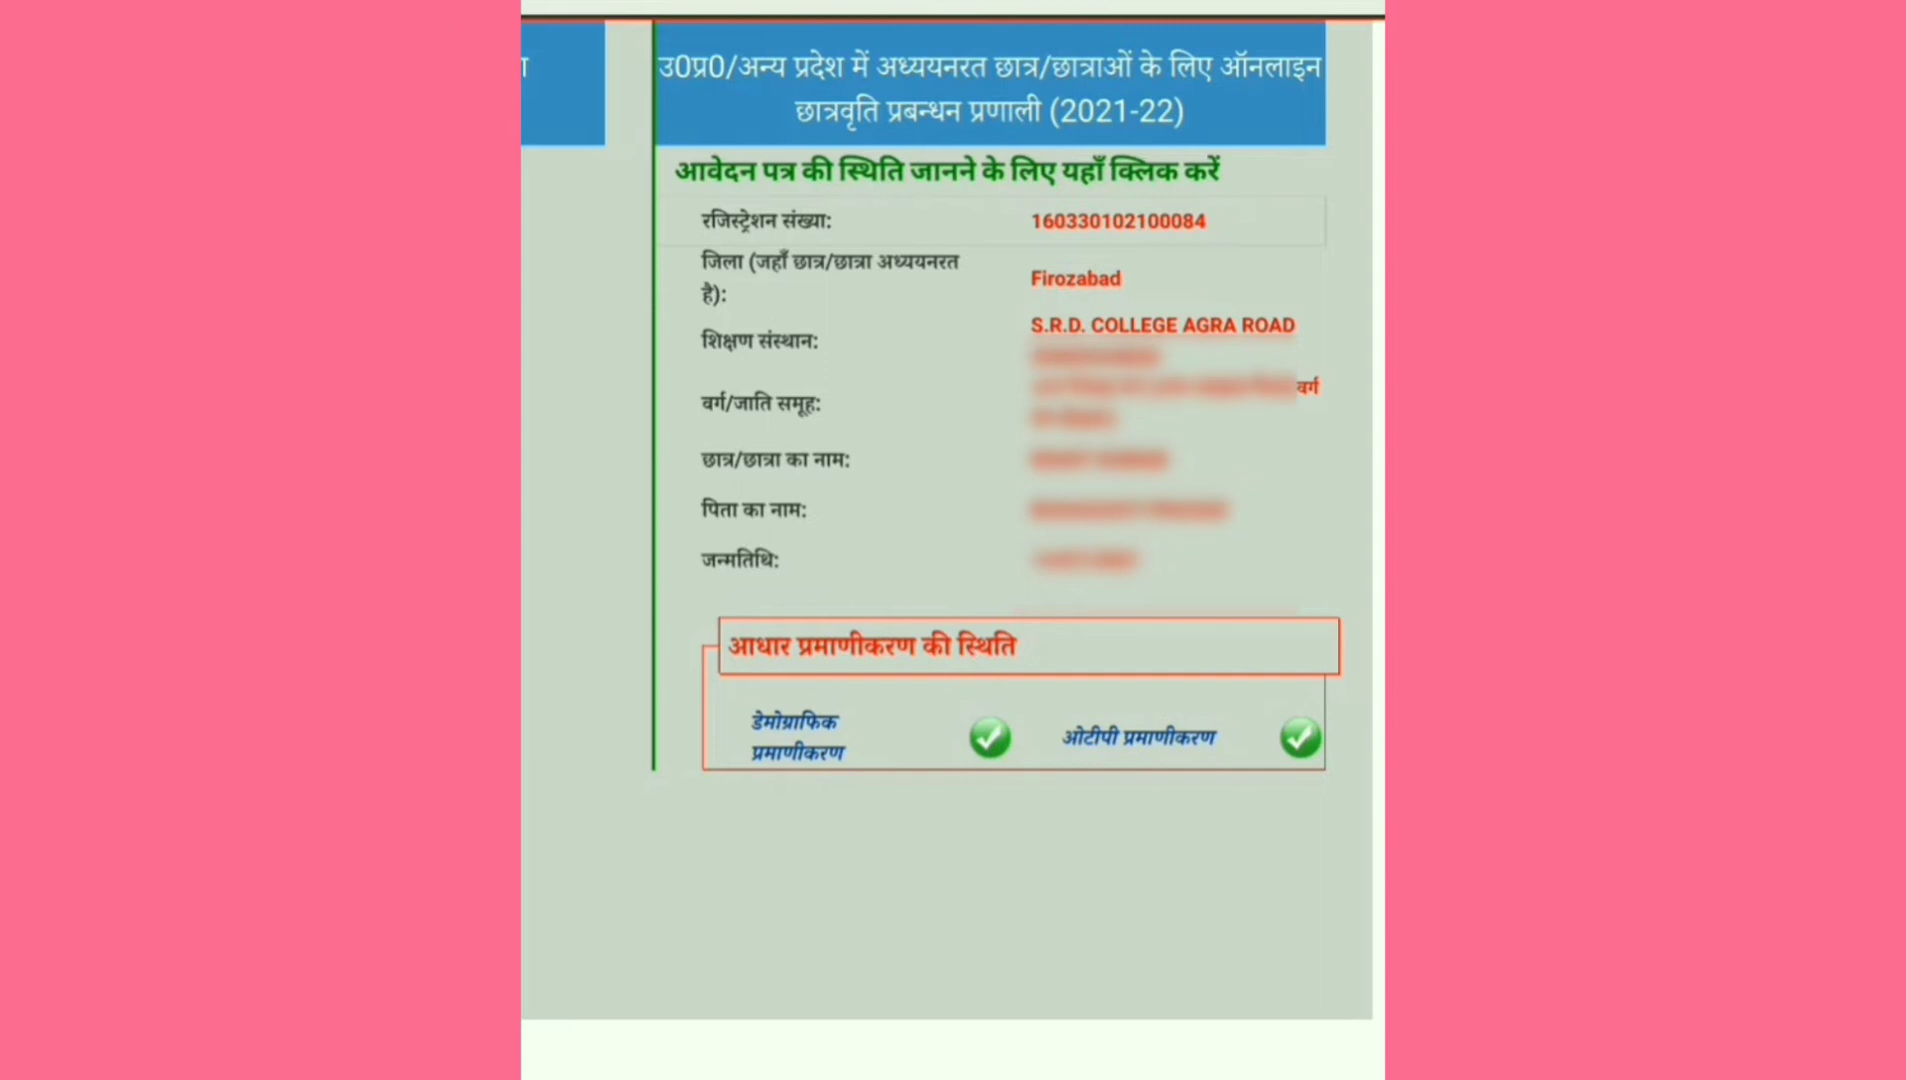 ा
उ0प्र0/अन्य प्रदेश में अध्ययनरत छात्र/छात्राओं के लिए ऑनलाइन
छात्रवृति प्रबन्धन प्रणाली (2021-22)
आवेदन पत्र की स्थिति जानने के लिए यहाँ क्लिक करें
रजिस्ट्रेशन संख्या: 160330102100084
जिला (जहाँ छात्र/छात्रा अध्ययनरत
है): Firozabad
शिक्षण संस्थान: S.R.D. COLLEGE AGRA ROAD
वर्ग/जाति समूह: वर्ग
छात्र/छात्रा का नाम:
पिता का नाम:
जन्मतिथि:
आधार प्रमाणीकरण की स्थिति
डेमोग्राफिक
प्रमाणीकरण
ओटीपी प्रमाणीकरण